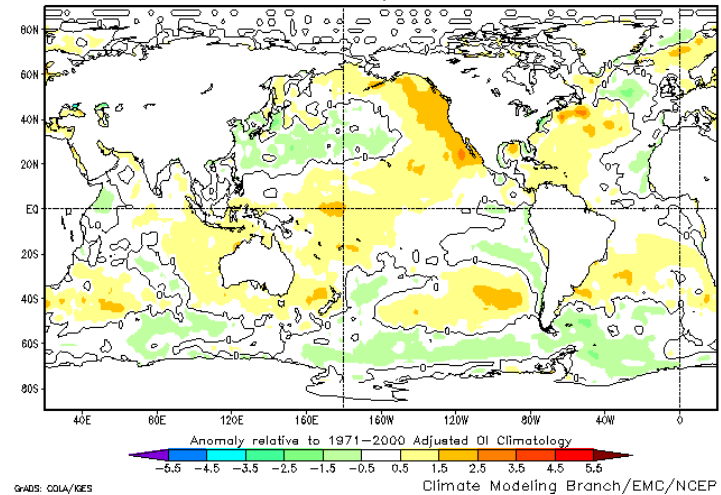 80N
60N
40N
20N
EQ
20S
40S
60S
80S
40E 80E 120E 160E 160W 120W 80W 40W 0
Anomaly relative to 1971-2000 Adjusted OI Climatology
-5.5 -4.5 -3.5 -2.5 -1.5 -0.5 0.5 1.5 2.5 3.5 4.5 5.5
GrADS: COLA/IGES
Climate Modeling Branch/EMC/NCEP